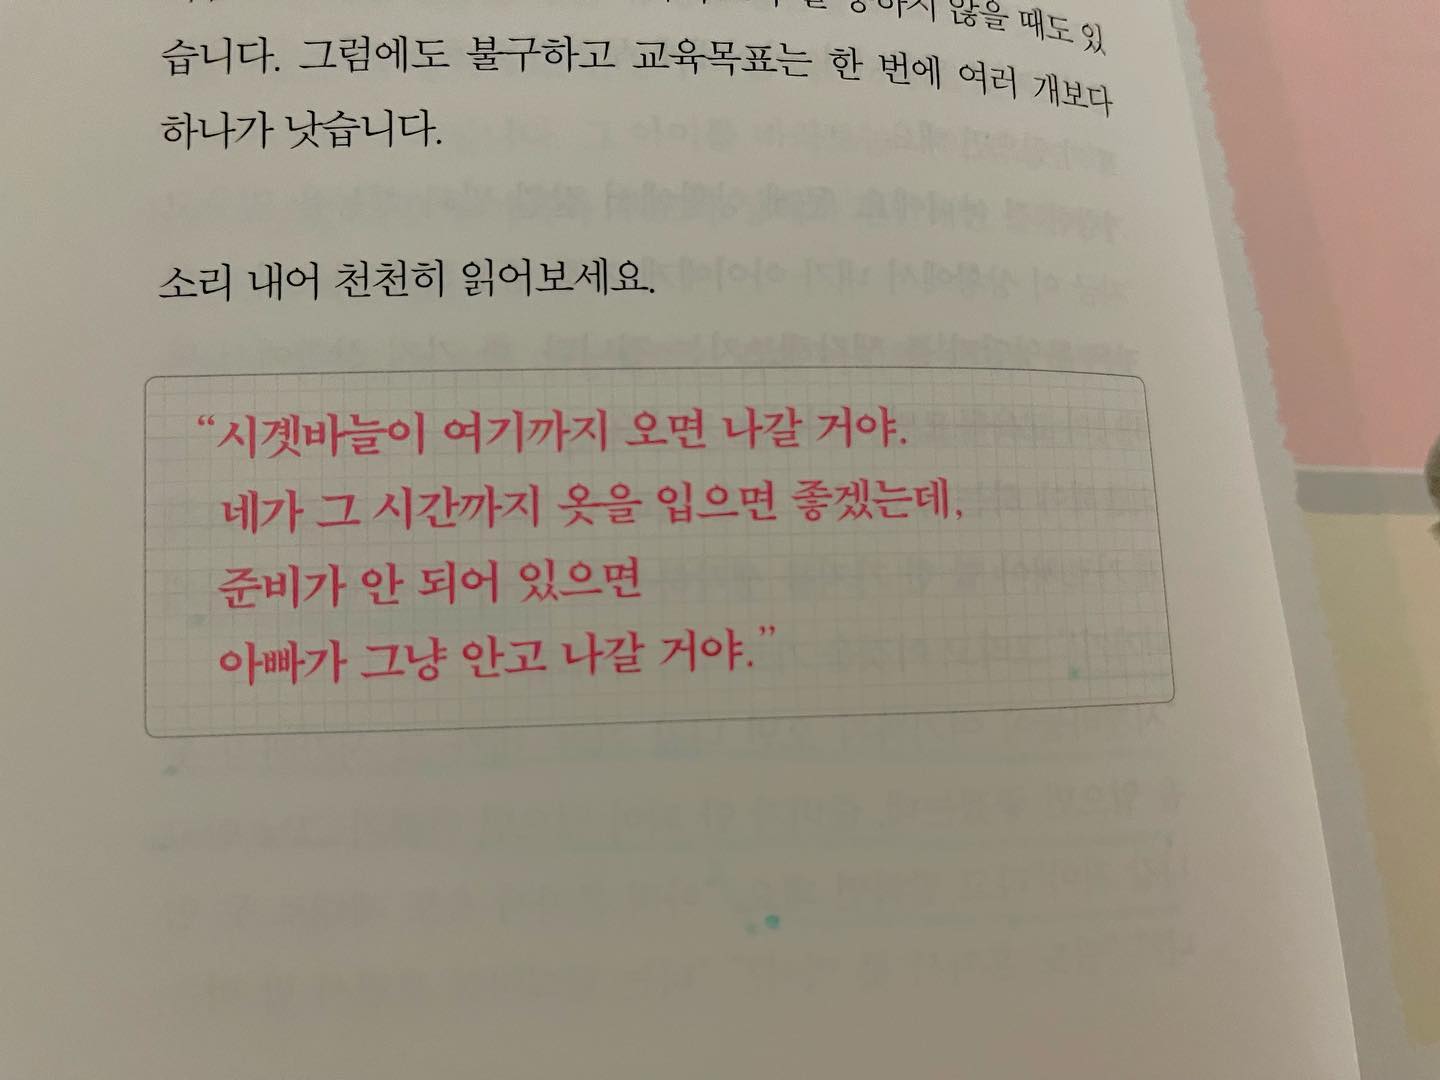 않을 때도 있
습니다. 그럼에도 불구하고 교육목표는 한 번에 여러 개보다
하나가 낫습니다.
소리 내어 천천히 읽어보세요.
“시곗바늘이 여기까지 오면 나갈 거야.
네가 그 시간까지 옷을 입으면 좋겠는데,
준비가 안 되어 있으면
아빠가 그냥 안고 나갈 거야.”